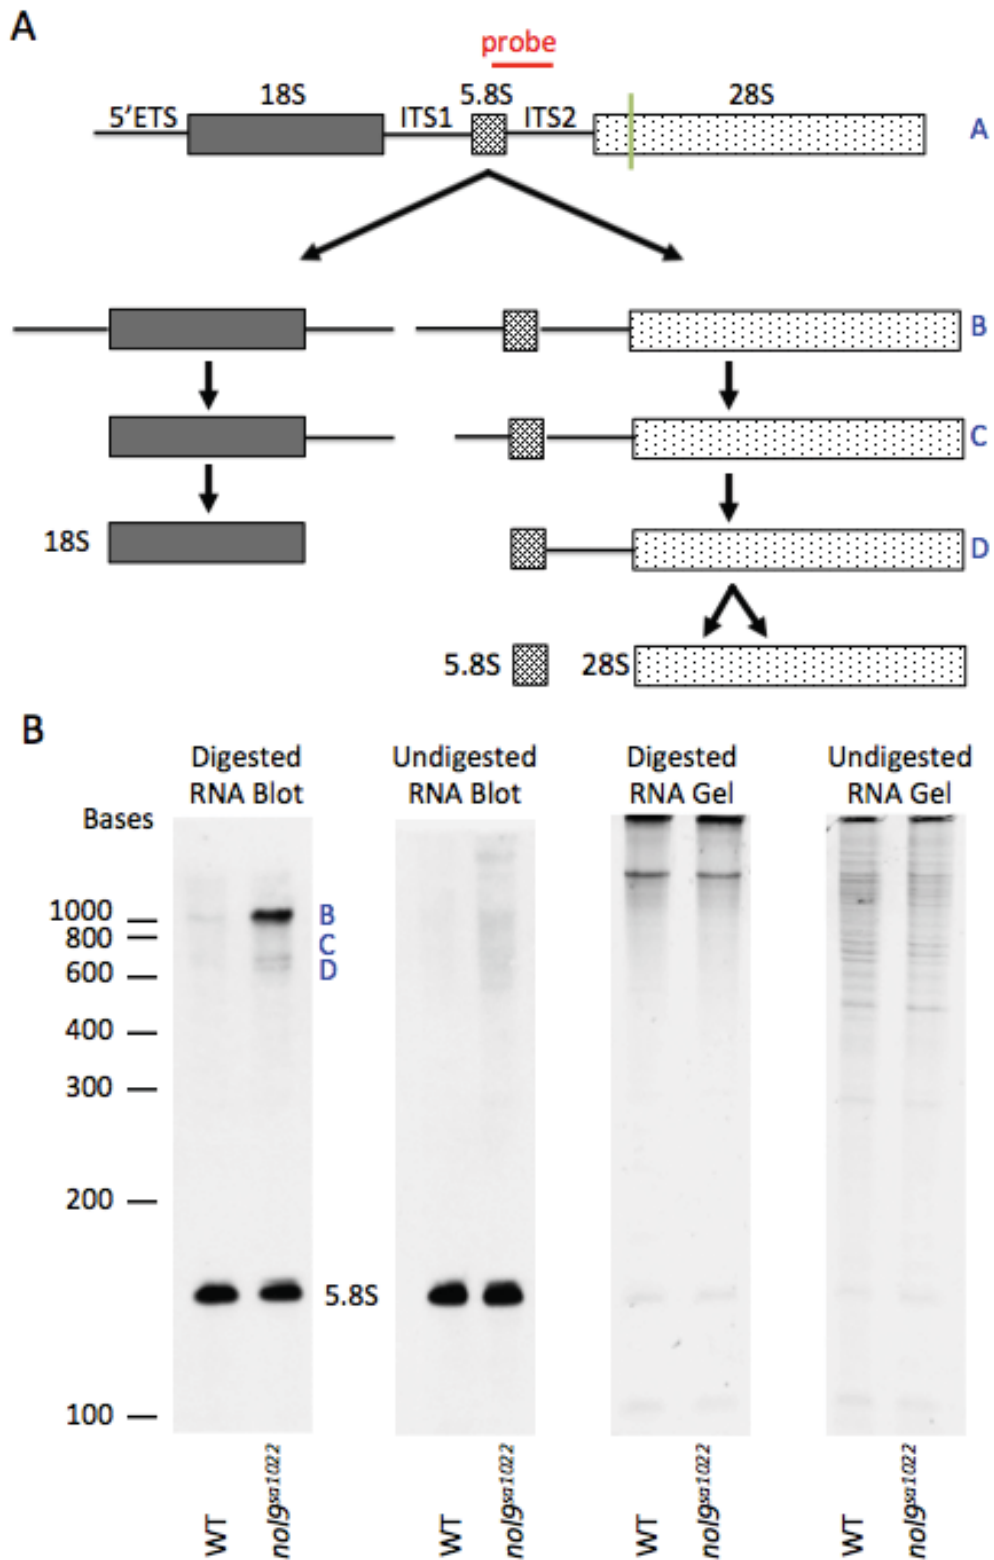 A
probe
5'ETS 18S ITS1 5.8S ITS2 28S A
B
C
18S D
5.8S 28S
B
Digested Undigested Digested Undigested
RNA Blot RNA Blot RNA Gel RNA Gel
Bases
1000 B
800 C
600 D
400
300
200
5.8S
100
WT nol9sa1022 WT nol9sa1022 WT nol9sa1022 WT nol9sa1022